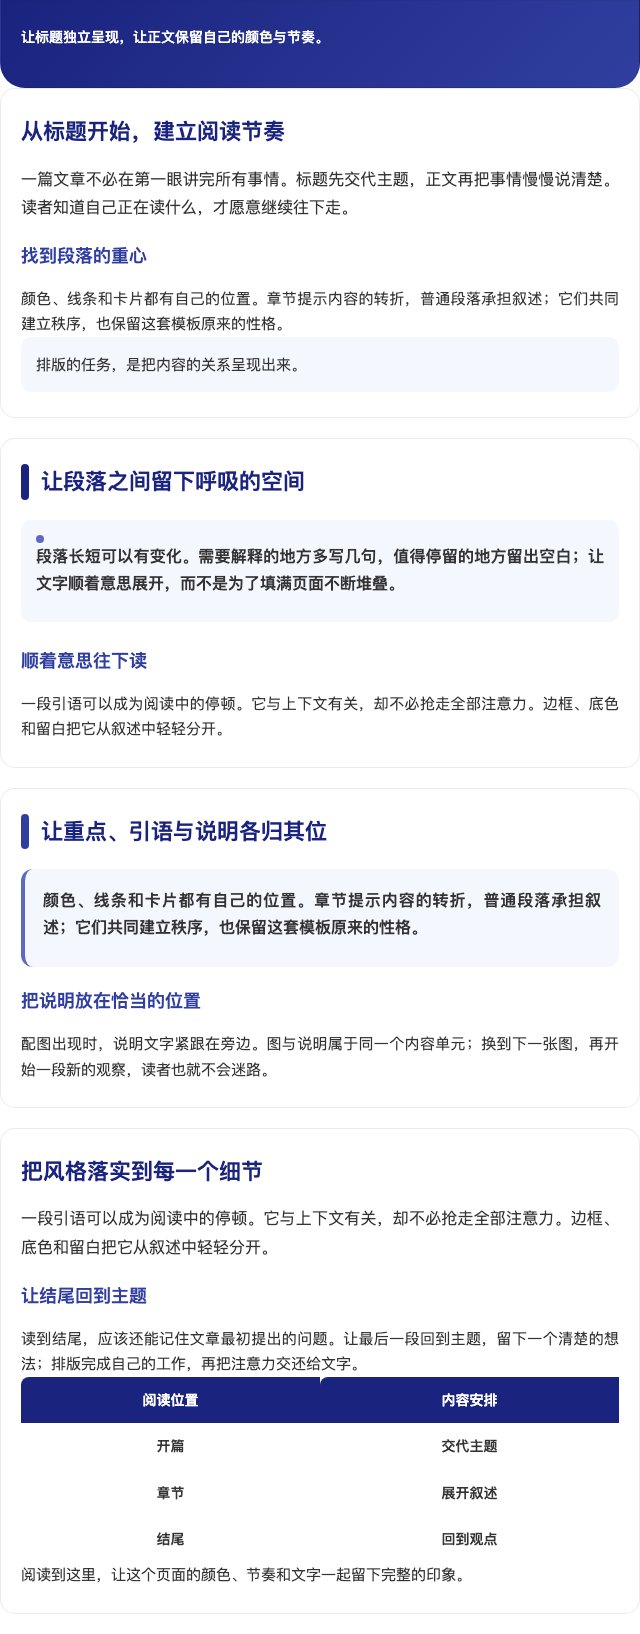 让标题独立呈现，让正文保留自己的颜色与节奏。
从标题开始，建立阅读节奏
一篇文章不必在第一眼讲完所有事情。标题先交代主题，正文再把事情慢慢说清楚。
读者知道自己正在读什么，才愿意继续往下走。
找到段落的重心
颜色、线条和卡片都有自己的位置。章节提示内容的转折，普通段落承担叙述；它们共同
建立秩序，也保留这套模板原来的性格。
排版的任务，是把内容的关系呈现出来。
让段落之间留下呼吸的空间
段落长短可以有变化。需要解释的地方多写几句，值得停留的地方留出空白；让
文字顺着意思展开，而不是为了填满页面不断堆叠。
顺着意思往下读
一段引语可以成为阅读中的停顿。它与上下文有关，却不必抢走全部注意力。边框、底色
和留白把它从叙述中轻轻分开。
让重点、引语与说明各归其位
颜色、线条和卡片都有自己的位置。章节提示内容的转折，普通段落承担叙
述；它们共同建立秩序，也保留这套模板原来的性格。
把说明放在恰当的位置
配图出现时，说明文字紧跟在旁边。图与说明属于同一个内容单元；换到下一张图，再开
始一段新的观察，读者也就不会迷路。
把风格落实到每一个细节
一段引语可以成为阅读中的停顿。它与上下文有关，却不必抢走全部注意力。边框、
底色和留白把它从叙述中轻轻分开。
让结尾回到主题
读到结尾，应该还能记住文章最初提出的问题。让最后一段回到主题，留下一个清楚的想
法；排版完成自己的工作，再把注意力交还给文字。
阅读位置 内容安排
开篇 交代主题
章节 展开叙述
结尾 回到观点
阅读到这里，让这个页面的颜色、节奏和文字一起留下完整的印象。